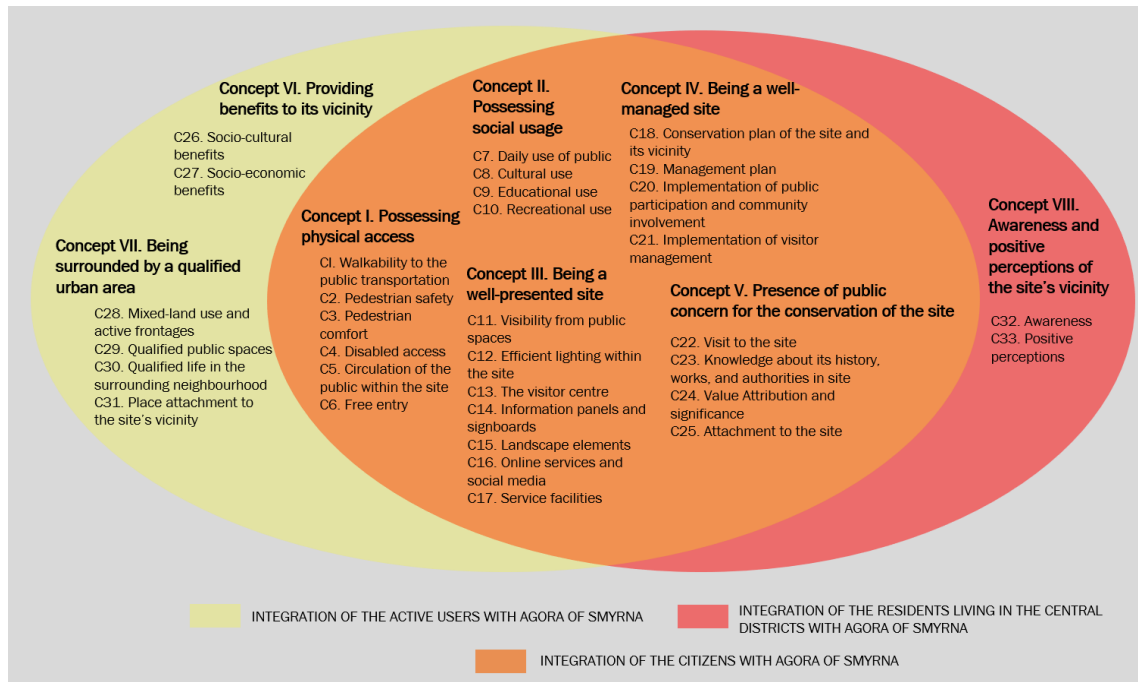 Concept VI. Providing
benefits to its vicinity
C26. Socio-cultural
benefits
C27. Socio-economic
benefits
Concept VII. Being
surrounded by a qualified
urban area
C28. Mixed-land use and
active frontages
C29. Qualified public spaces
C30. Qualified life in the
surrounding neighbourhood
C31. Place attachment to
the site's vicinity
Concept I. Possessing
physical access
CI. Walkability to the
public transportation
C2. Pedestrian safety
C3. Pedestrian
comfort
C4. Disabled access
C5. Circulation of the
public within the site
C6. Free entry
Concept II.
Possessing
social usage
C7. Daily use of public
C8. Cultural use
C9. Educational use
C10. Recreational use
Concept III. Being a
well-presented site
C11. Visibility from public
spaces
C12. Efficient lighting within
the site
C13. The visitor centre
C14. Information panels and
signboards
C15. Landscape elements
C16. Online services and
social media
C17. Service facilities
Concept IV. Being a well-
managed site
C18. Conservation plan of the site and
its vicinity
C19. Management plan
C20. Implementation of public
participation and community
involvement
C21. Implementation of visitor
management
Concept V. Presence of public
concern for the conservation of the site
C22. Visit to the site
C23. Knowledge about its history,
works, and authorities in site
C24. Value Attribution and
significance
C25. Attachment to the site
Concept VIII.
Awareness and
positive
perceptions of
the site's vicinity
C32. Awareness
C33. Positive
perceptions
INTEGRATION OF THE ACTIVE USERS WITH AGORA OF SMYRNA
INTEGRATION OF THE RESIDENTS LIVING IN THE CENTRAL
DISTRICTS WITH AGORA OF SMYRNA
INTEGRATION OF THE CITIZENS WITH AGORA OF SMYRNA